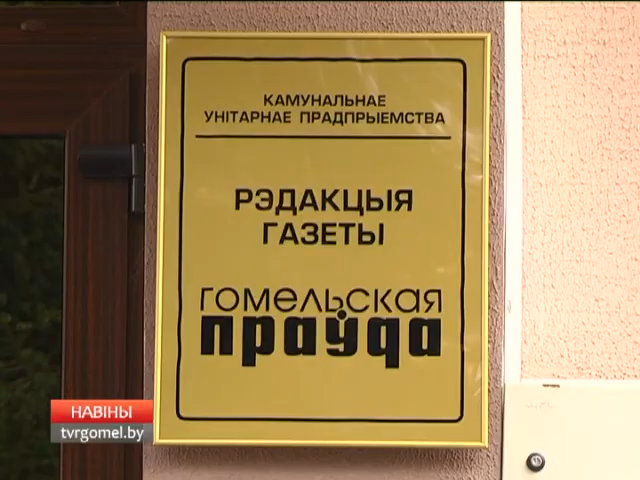 КАМУНАЛЬНАЕ
УНІТАРНАЕ ПРАДПРЫЕМСТВА
РЭДАКЦЫЯ
ГАЗЕТЫ
гомельская
праўда
НАВІНЫ
tvrgomel.by